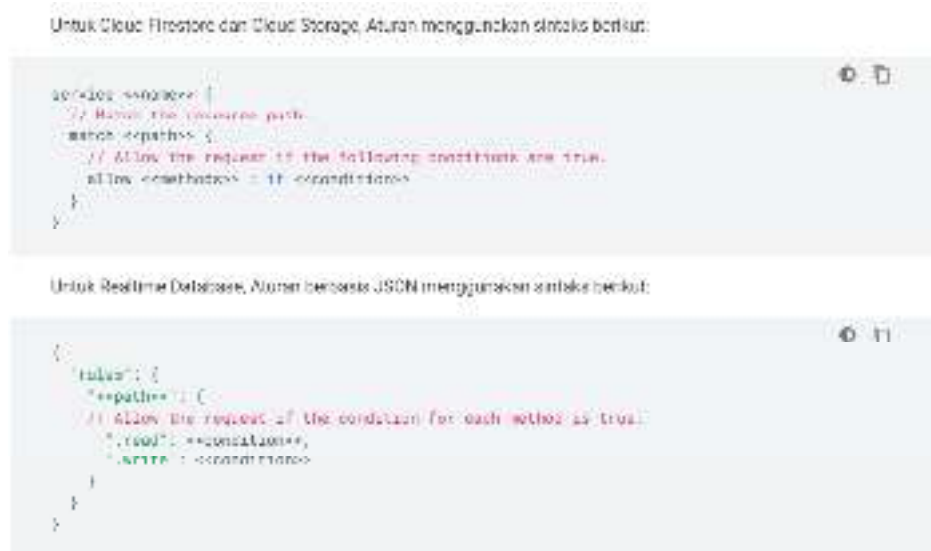 Untuk Cloud Firestore dan Cloud Storage, Aturan menggunakan sintaks berikut:
service <<name>> {
// Match the resource path.
match <<path>> {
// Allow the request if the following conditions are true.
allow <<methods>> : if <<condition>>
}
}
Untuk Realtime Database, Aturan berbasis JSON menggunakan sintaks berikut:
{
"rules": {
"<<path>>": {
// Allow the request if the condition for each method is true.
".read": <<condition>>,
".write": <<condition>>
}
}
}